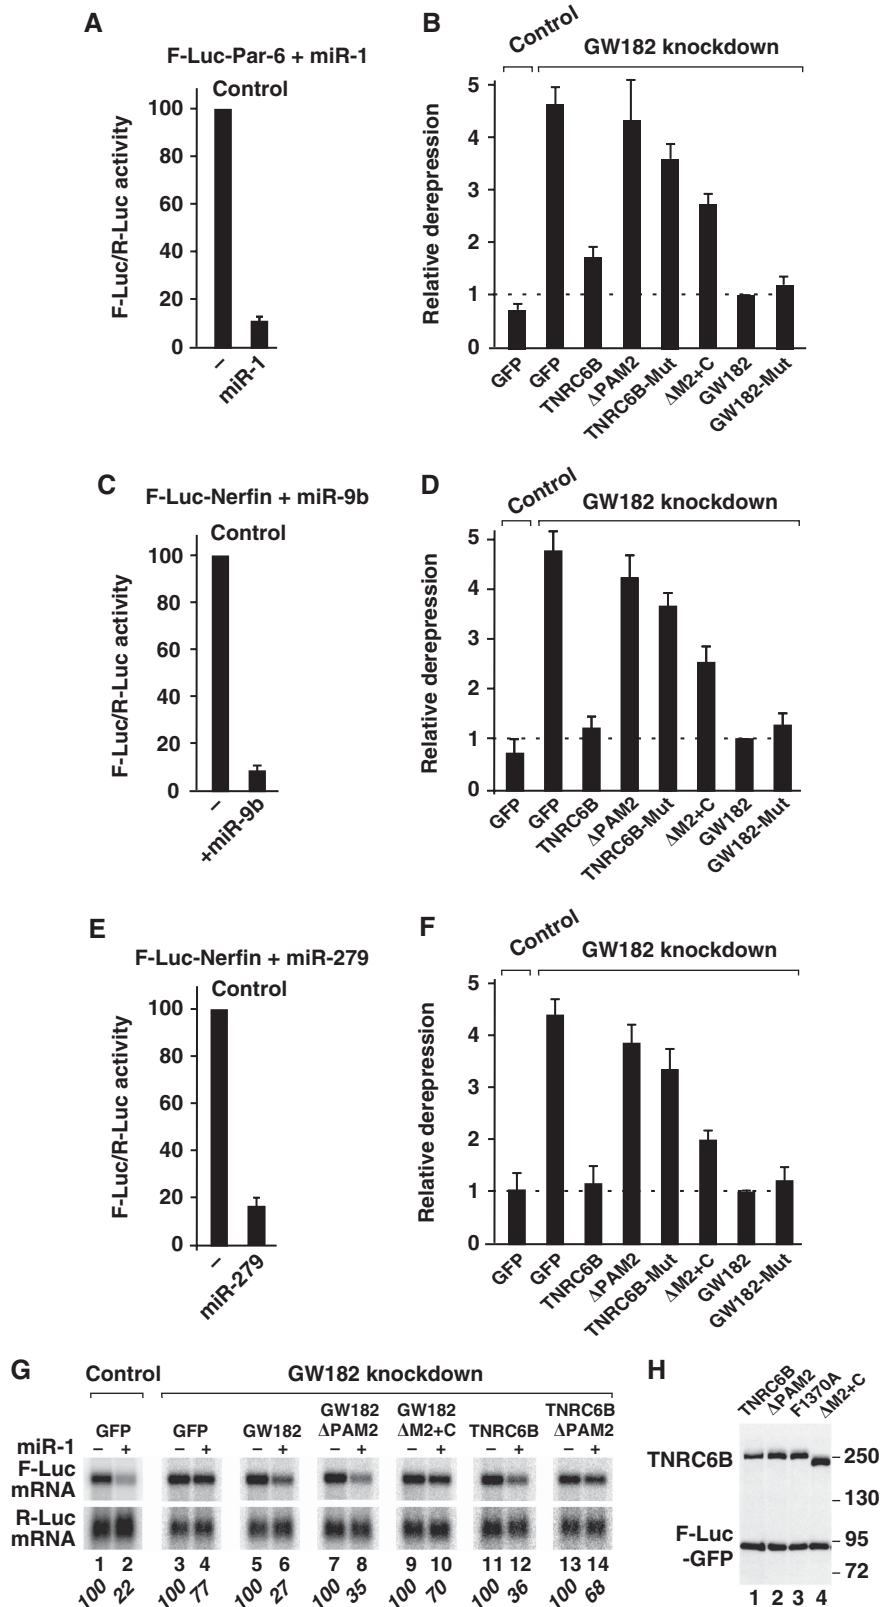 A
F-Luc-Par-6 + miR-1
Control
F-Luc/R-Luc activity
100
80
60
40
20
0
–
miR-1
B
Control
GW182 knockdown
Relative derepression
5
4
3
2
1
0
GFP
GFP
TNRC6B
ΔPAM2
TNRC6B-Mut
ΔM2+C
GW182
GW182-Mut
C
F-Luc-Nerfin + miR-9b
Control
F-Luc/R-Luc activity
100
80
60
40
20
0
–
+miR-9b
D
Control
GW182 knockdown
Relative derepression
5
4
3
2
1
0
GFP
GFP
TNRC6B
ΔPAM2
TNRC6B-Mut
ΔM2+C
GW182
GW182-Mut
E
F-Luc-Nerfin + miR-279
Control
F-Luc/R-Luc activity
100
80
60
40
20
0
–
miR-279
F
Control
GW182 knockdown
Relative derepression
5
4
3
2
1
0
GFP
GFP
TNRC6B
ΔPAM2
TNRC6B-Mut
ΔM2+C
GW182
GW182-Mut
G
Control
GW182 knockdown
GFP GFP GW182 GW182 ΔPAM2 GW182 ΔM2+C TNRC6B TNRC6B ΔPAM2
miR-1 – + – + – + – + – + – + – +
F-Luc
mRNA
R-Luc
mRNA
1 2 3 4 5 6 7 8 9 10 11 12 13 14
100 22 100 77 100 27 100 35 100 70 100 36 100 68
H
TNRC6B ΔPAM2 F1370A ΔM2+C
TNRC6B
250
130
F-Luc
-GFP
95
72
1 2 3 4